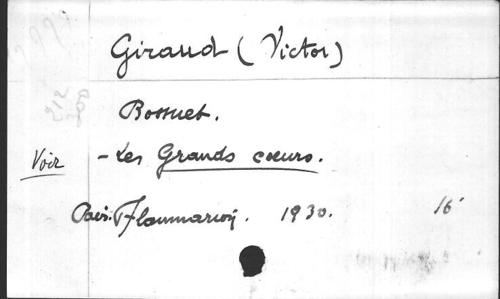 Giraud (Victor)
Bossuet.
Voir - Les Grands cœurs.
Paris. Flammarion. 1930. 16°